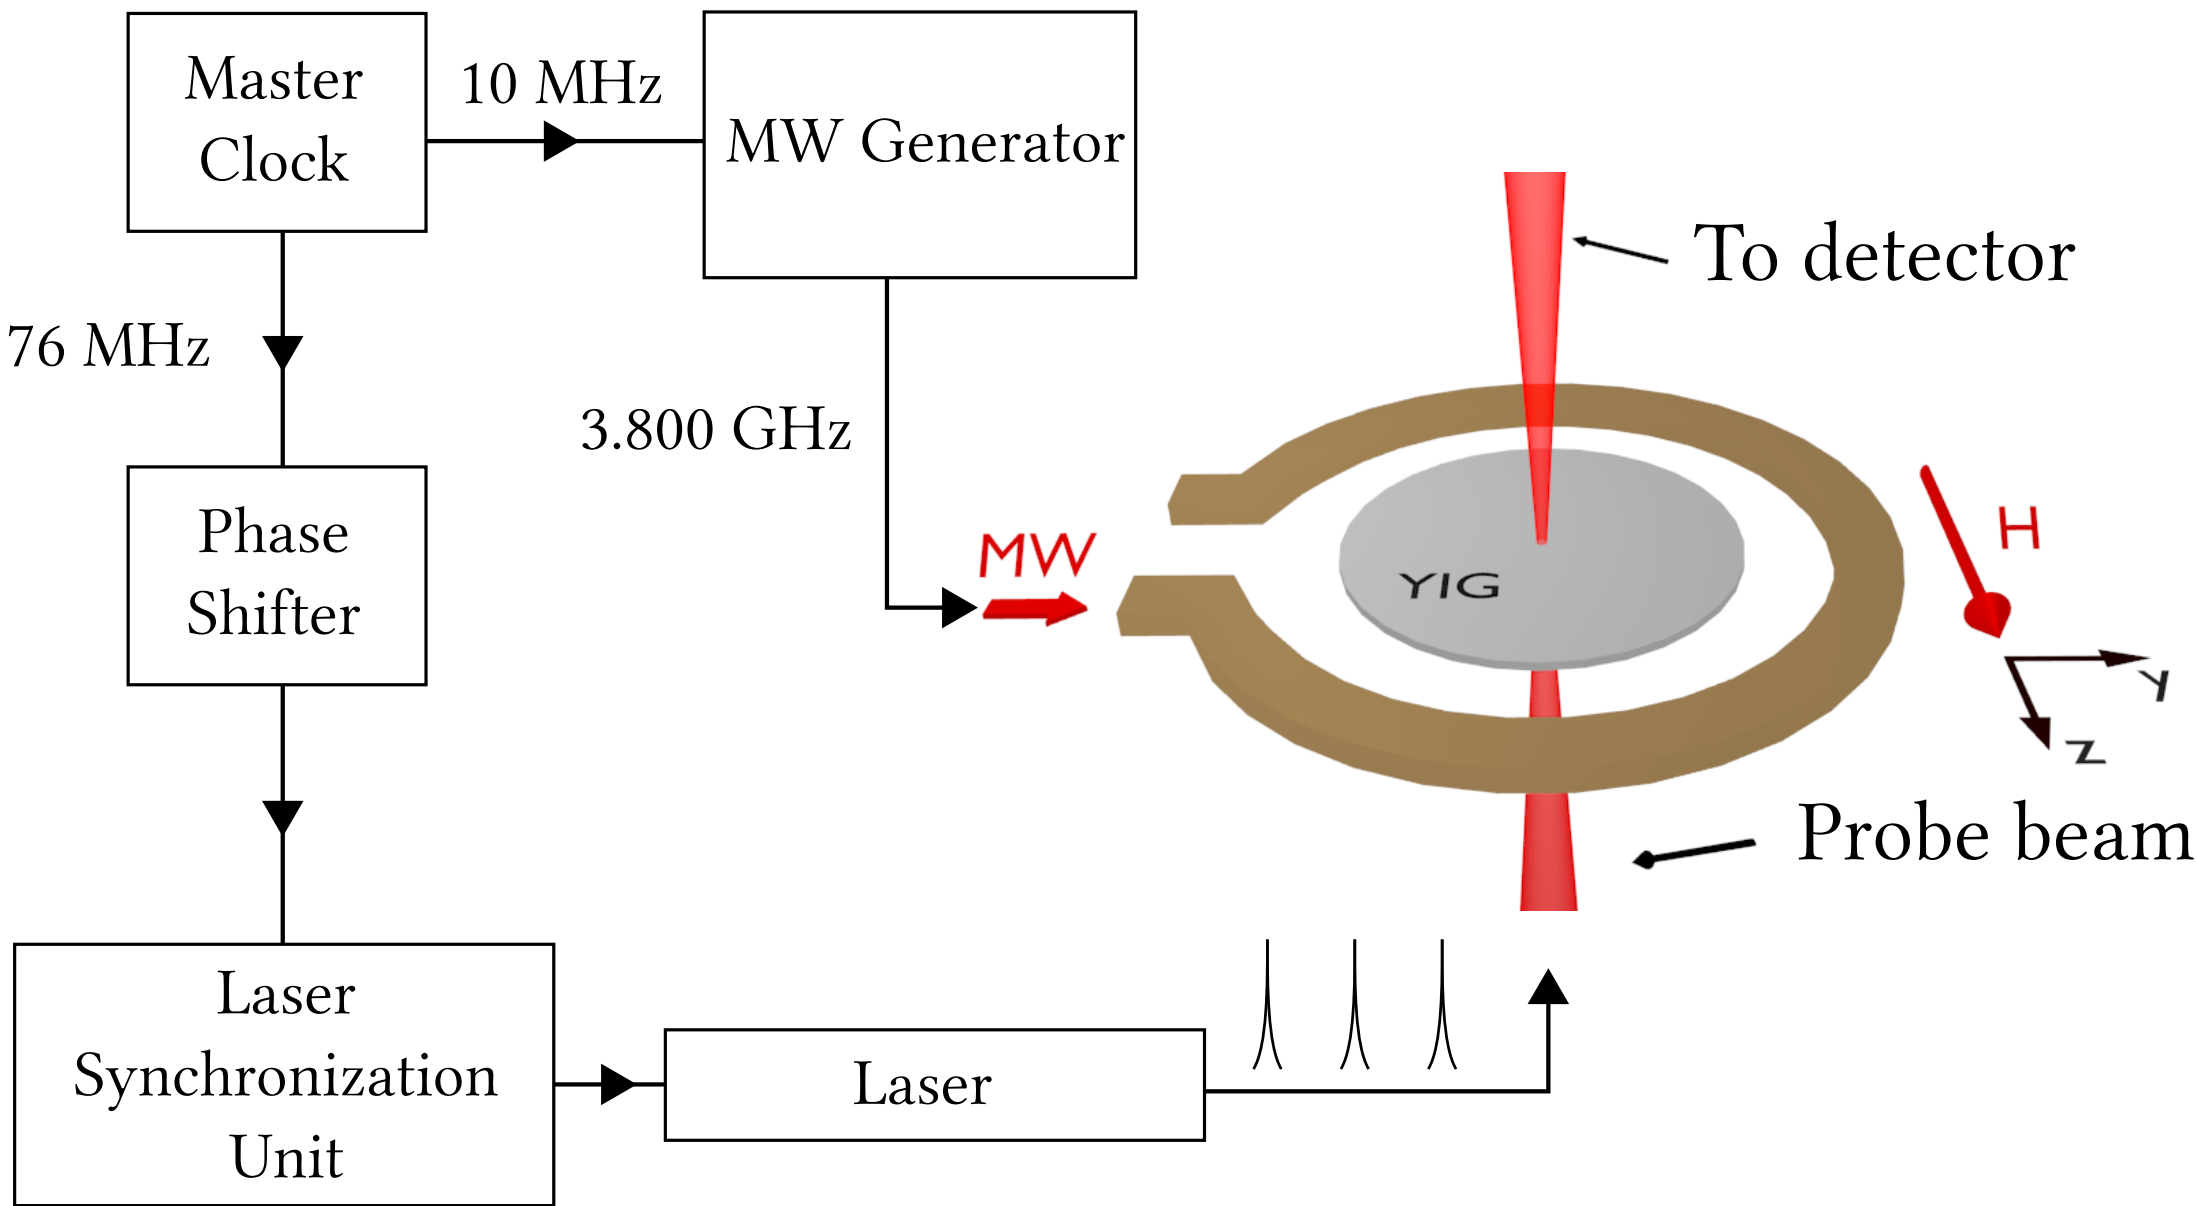 Master
Clock
10 MHz
MW Generator
To detector
76 MHz
3.800 GHz
Phase
Shifter
MW
YIG
H
Y
Z
Probe beam
Laser
Synchronization
Unit
Laser